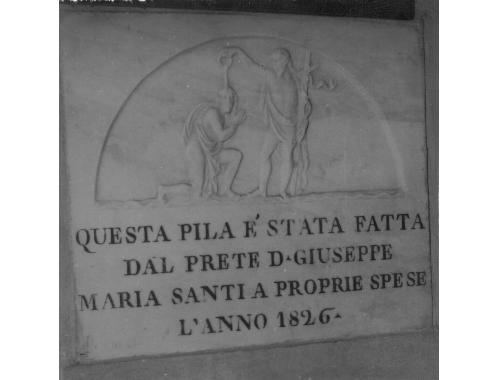 QUESTA PILA E' STATA FATTA
DAL PRETE D. GIUSEPPE
MARIA SANTI A PROPRIE SPESE
L'ANNO 1826.